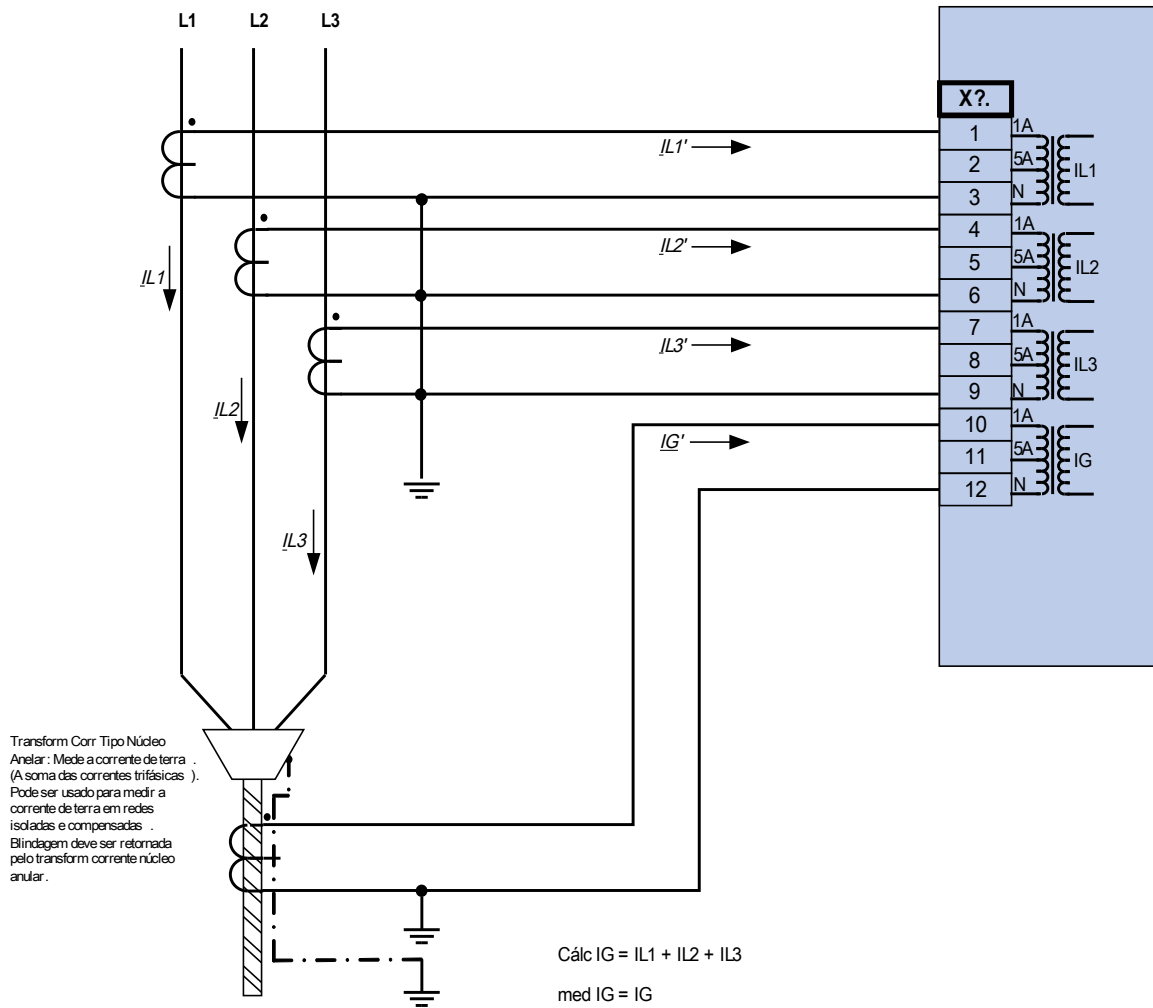 L1 L2 L3
X?.
1 1A
2 5A IL1
3 N
4 1A
5 5A IL2
6 N
7 1A
8 5A IL3
9 N
10 1A
11 5A IG
12 N
IL1'
IL2'
IL3'
IG'
IL1
IL2
IL3
Transform Corr Tipo Núcleo
Anelar : Mede a corrente de terra .
(A soma das correntes trifásicas ).
Pode ser usado para medir a
corrente de terra em redes
isoladas e compensadas .
Blindagem deve ser retornada
pelo transform corrente núcleo
anular .
Cálc IG = IL1 + IL2 + IL3
med IG = IG